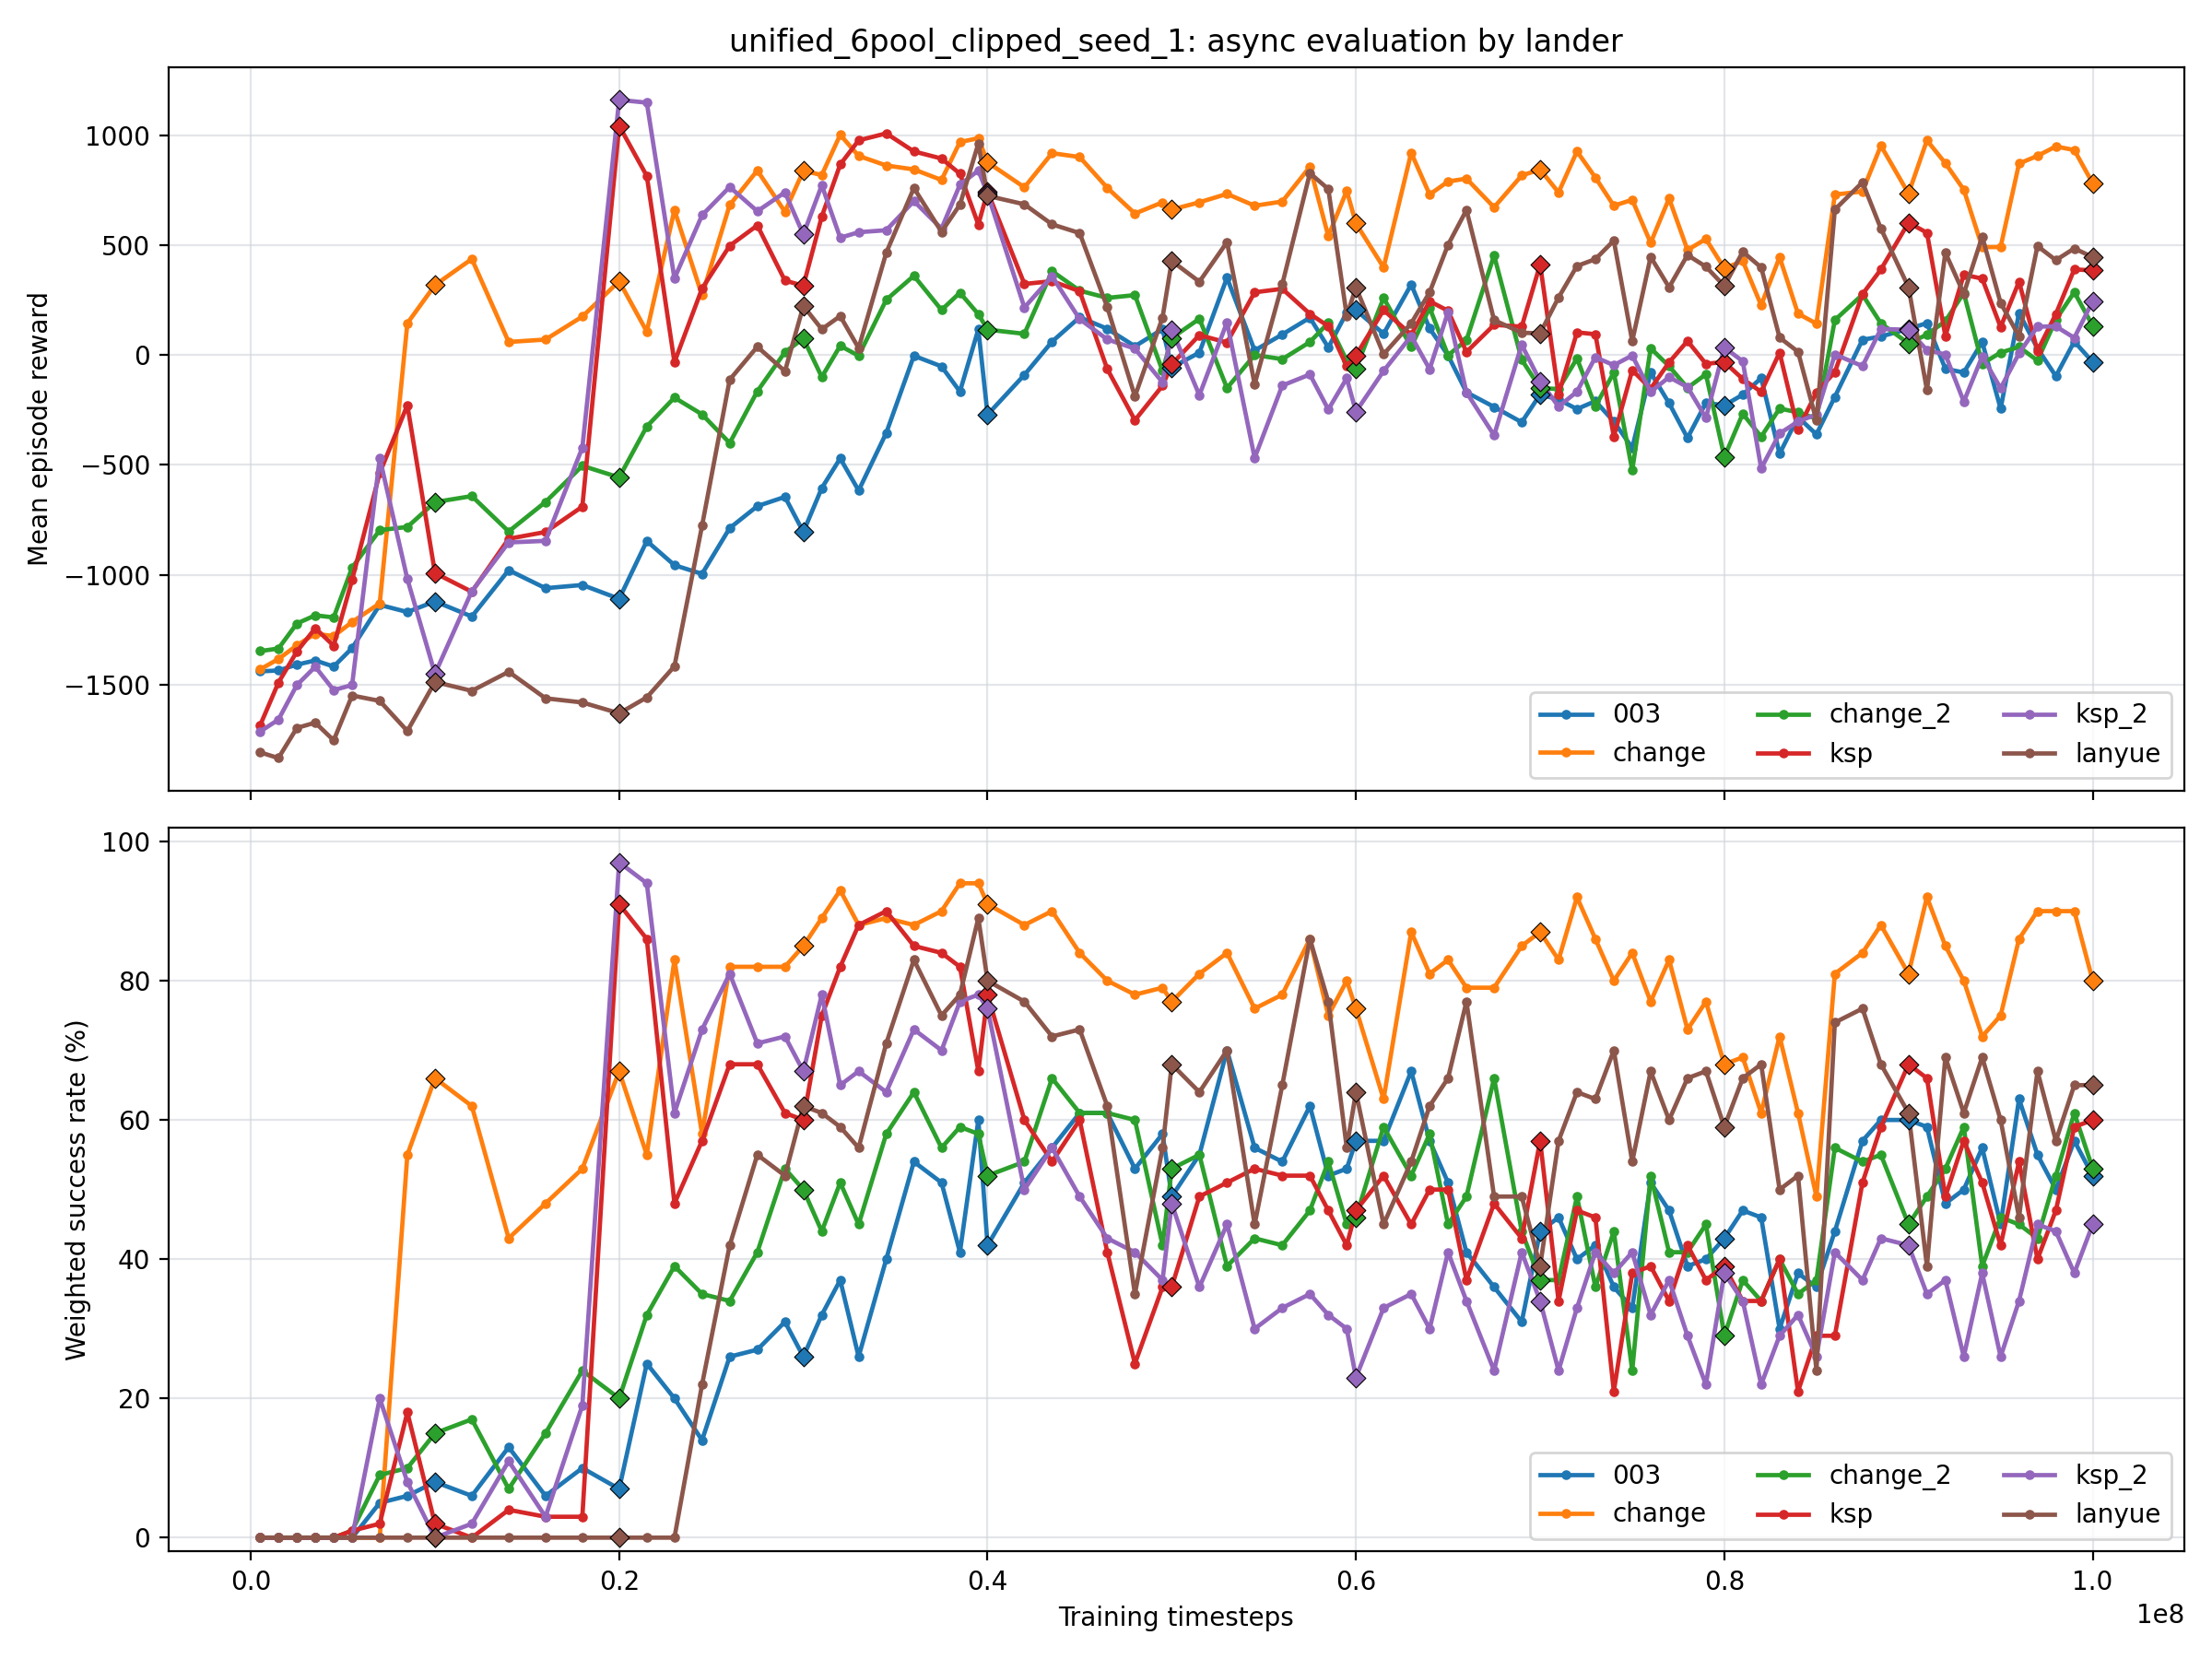 unified_6pool_clipped_seed_1: async evaluation by lander
Mean episode reward
1000
500
0
−500
−1000
−1500
003 change_2 ksp_2
change ksp lanyue
Weighted success rate (%)
100
80
60
40
20
0
003 change_2 ksp_2
change ksp lanyue
0.0 0.2 0.4 0.6 0.8 1.0
Training timesteps
1e8